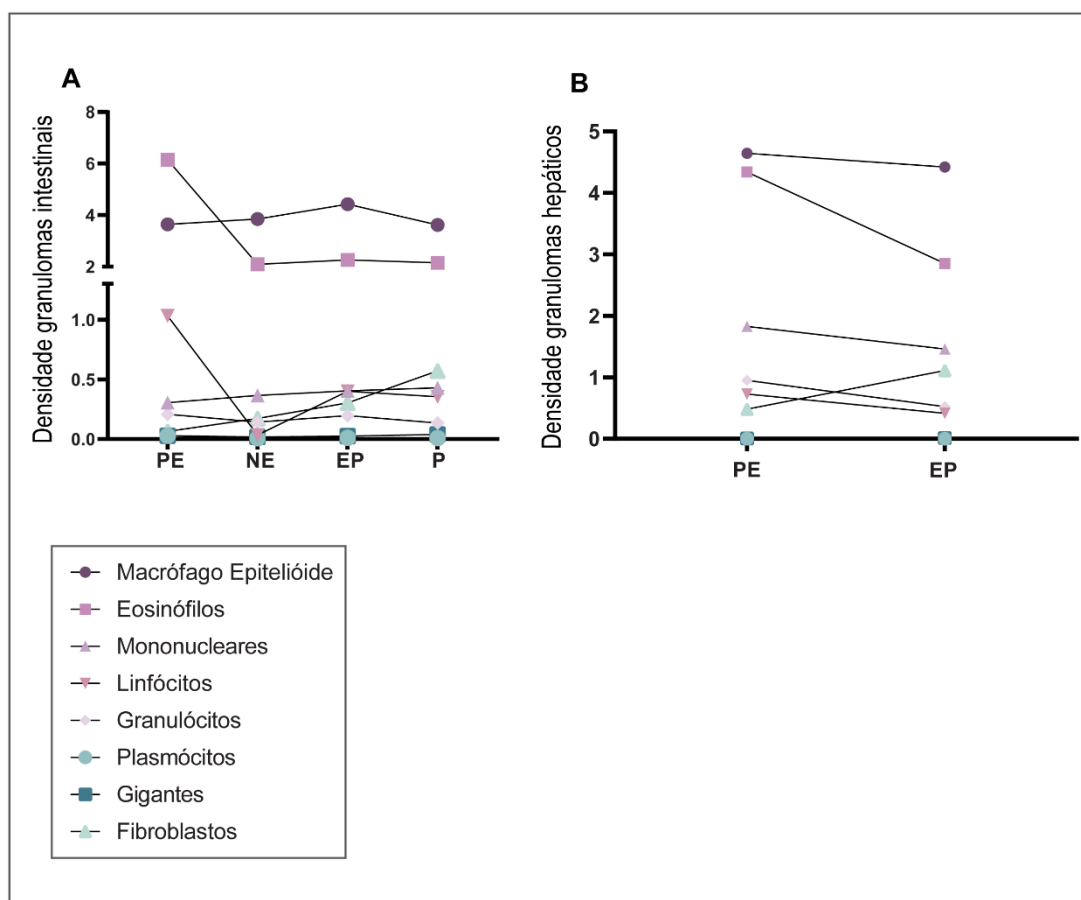 A
Densidade granulomas intestinais
8
6
4
2
1.0
0.5
0.0
PE NE EP P
B
Densidade granulomas hepáticos
5
4
3
2
1
0
PE EP
Macrófago Epitelióide
Eosinófilos
Mononucleares
Linfócitos
Granulócitos
Plasmócitos
Gigantes
Fibroblastos